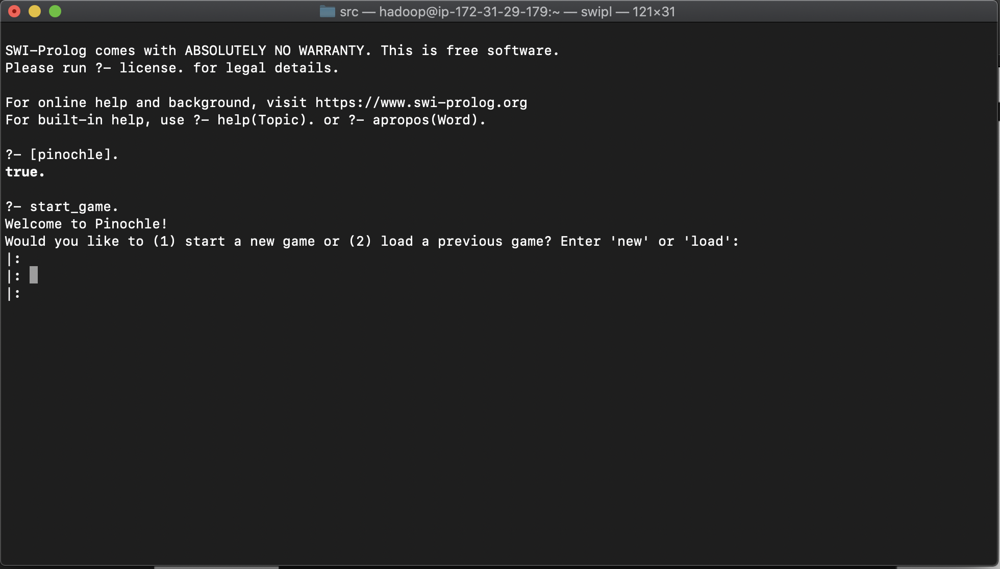 src — hadoop@ip-172-31-29-179:~ — swipl — 121×31
SWI-Prolog comes with ABSOLUTELY NO WARRANTY. This is free software.
Please run ?- license. for legal details.
For online help and background, visit https://www.swi-prolog.org
For built-in help, use ?- help(Topic). or ?- apropos(Word).
?- [pinochle].
true.
?- start_game.
Welcome to Pinochle!
Would you like to (1) start a new game or (2) load a previous game? Enter 'new' or 'load':
|:
|:
|: